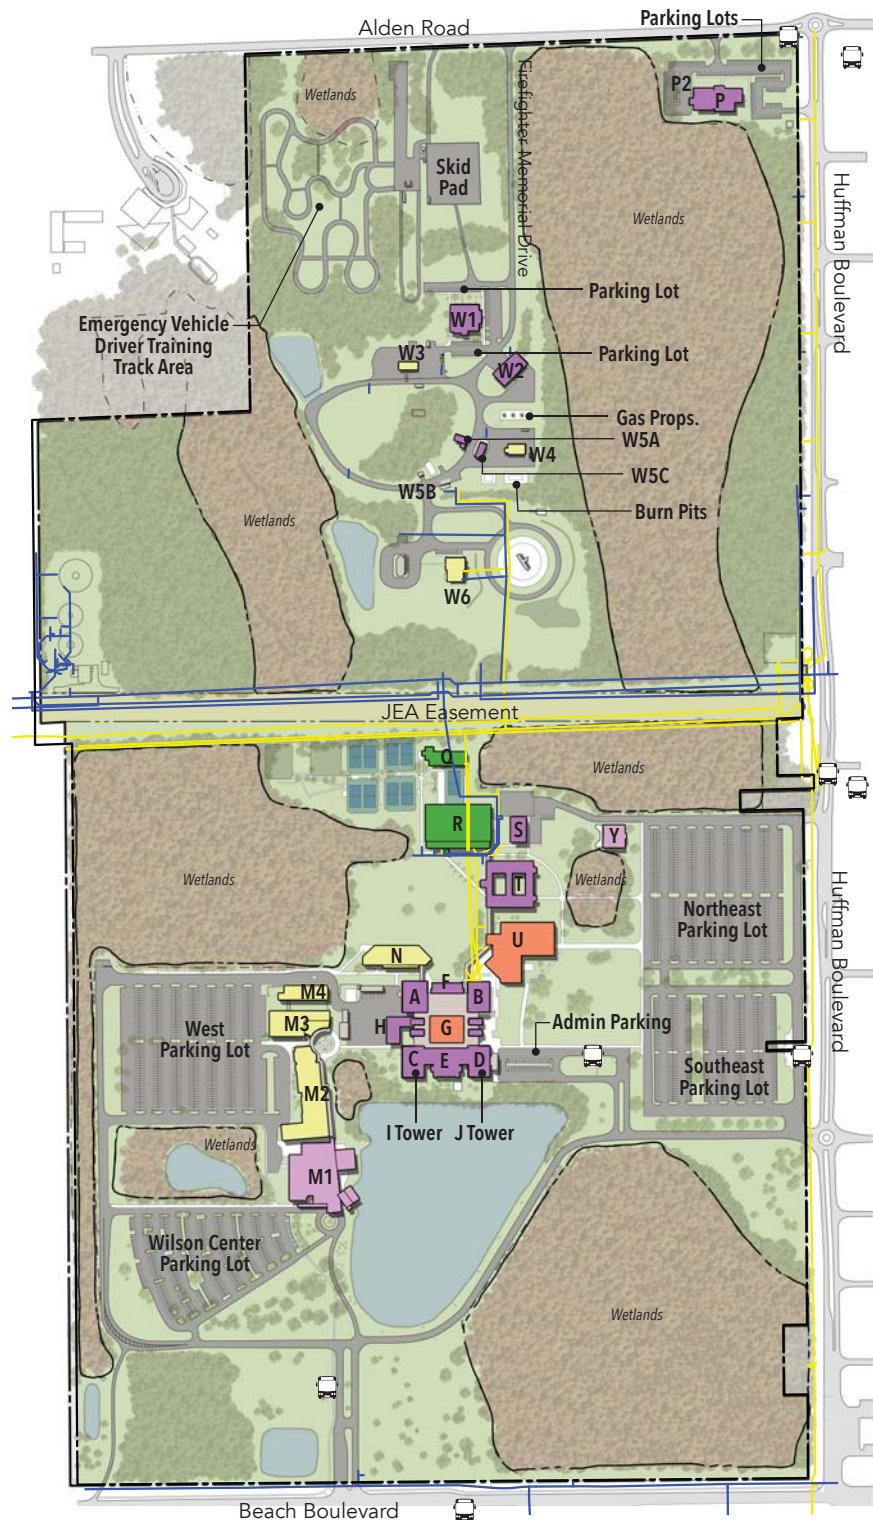 Parking Lots
Alden Road
P2
P
Wetlands
Firefighter Memorial Drive
Skid
Pad
Huffman Boulevard
Wetlands
Parking Lot
Emergency Vehicle
Driver Training
Track Area
W1
W3
Parking Lot
W2
Gas Props.
W5A
W4
W5C
W5B
Burn Pits
Wetlands
W6
JEA Easement
Q
Wetlands
R
S
Y
Wetlands
T
Wetlands
Northeast
Parking Lot
Huffman Boulevard
U
N
F
A
B
M4
M3
H
G
West
Parking Lot
Admin Parking
C
E
D
Southeast
Parking Lot
M2
I Tower
J Tower
Wetlands
M1
Wilson Center
Parking Lot
Wetlands
Beach Boulevard